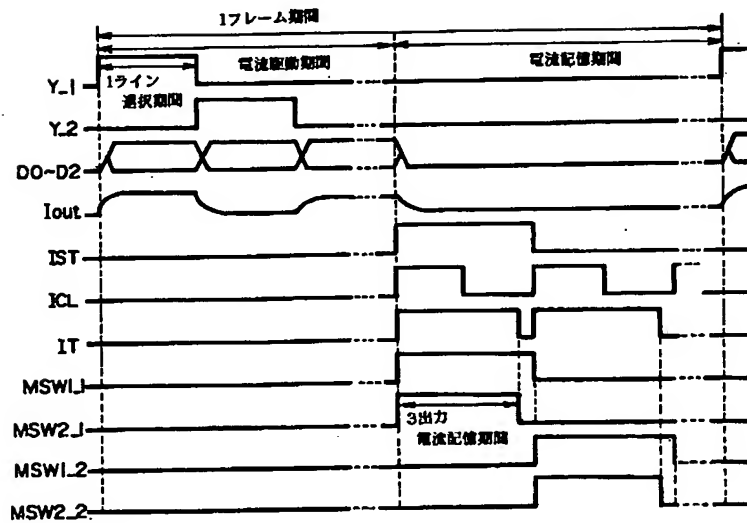 1フレーム期間
電流駆動期間
電流記憶期間
Y_1
1ライン
選択期間
Y_2
D0~D2
Iout
IST
ICL
IT
MSW1_1
MSW2_1
3出力
電流記憶期間
MSW1_2
MSW2_2